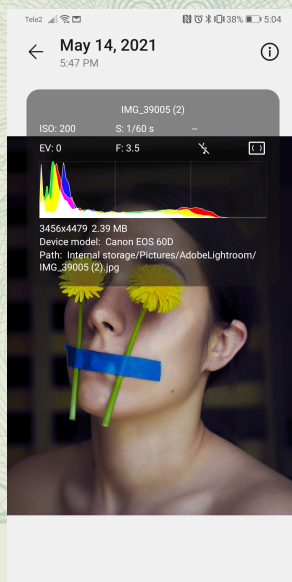 Tele2 38% 5:04
May 14, 2021
5:47 PM
IMG_39005 (2)
ISO: 200 S: 1/60 s --
EV: 0 F: 3.5
3456x4479 2.39 MB
Device model: Canon EOS 60D
Path: Internal storage/Pictures/AdobeLightroom/
IMG_39005 (2).jpg